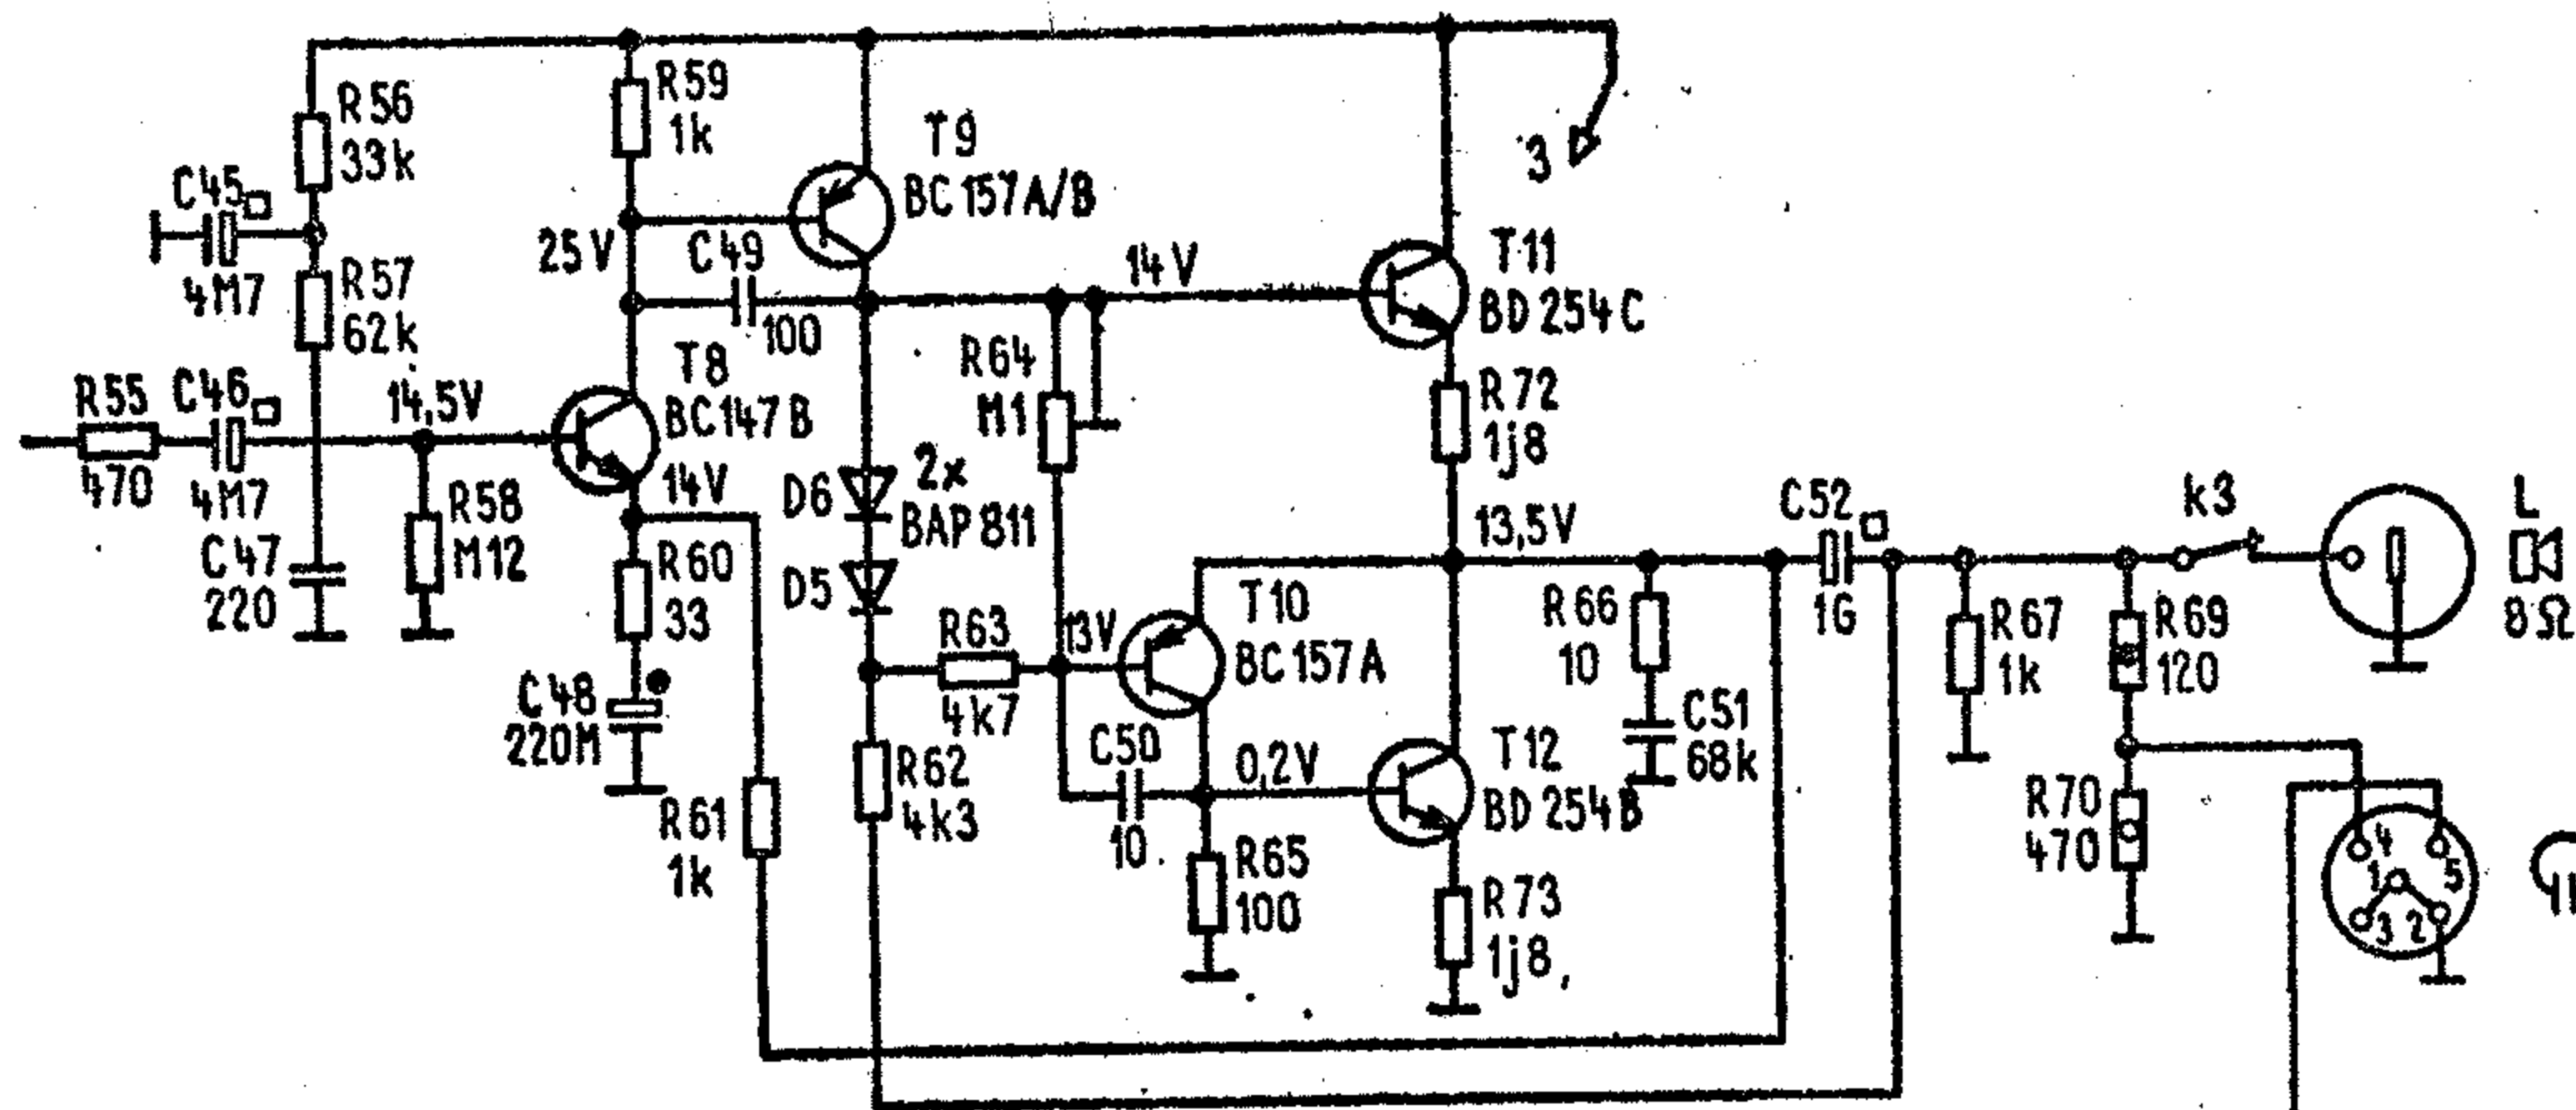 R56
33k
C45
4M7
R57
62k
R55
470
C46
4M7
14,5V
C47
220
R58
M12
R59
1k
25V
C49
100
T8
BC147B
14V
R60
33
C48
220M
R61
1k
T9
BC157A/B
D6
2x
BAP811
D5
R62
4k3
R63
4k7
R64
M1
14V
13V
T10
BC157A
C50
10
0,2V
R65
100
3
T11
BD254C
R72
1j8
13,5V
T12
BD254B
R73
1j8
R66
10
C51
68k
C52
1G
R67
1k
R69
120
R70
470
k3
L
8Ω
4
5
1
3
2